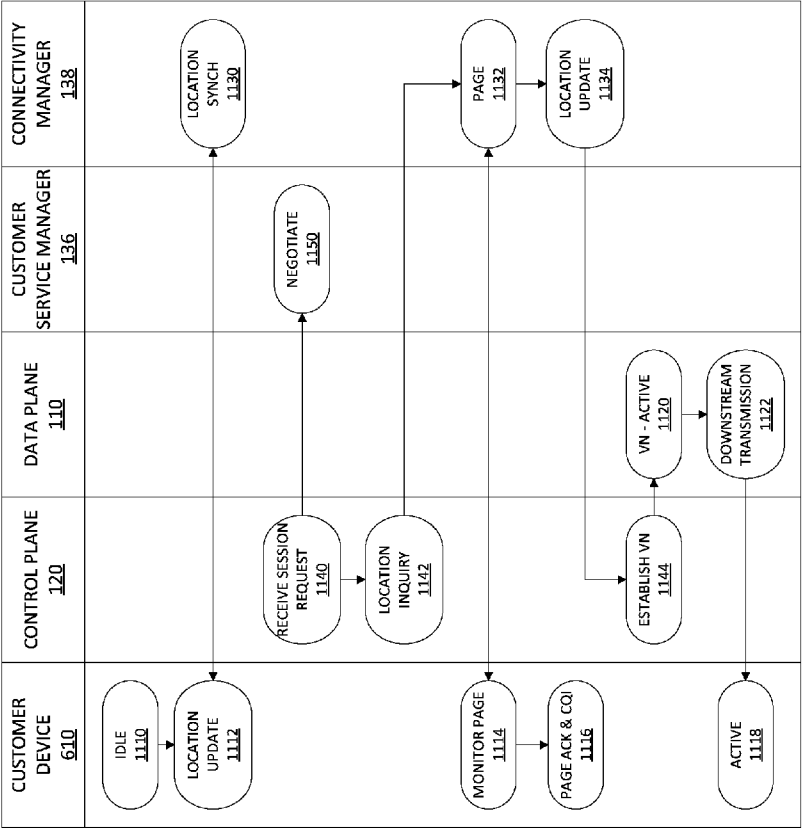 CUSTOMER
DEVICE
610
IDLE
1110
LOCATION
UPDATE
1112
MONITOR PAGE
1114
PAGE ACK & CQI
1116
ACTIVE
1118
CONTROL PLANE
120
RECEIVE SESSION
REQUEST
1140
LOCATION
INQUIRY
1142
ESTABLISH VN
1144
DATA PLANE
110
VN - ACTIVE
1120
DOWNSTREAM
TRANSMISSION
1122
CUSTOMER
SERVICE MANAGER
136
NEGOTIATE
1150
CONNECTIVITY
MANAGER
138
LOCATION
SYNCH
1130
PAGE
1132
LOCATION
UPDATE
1134